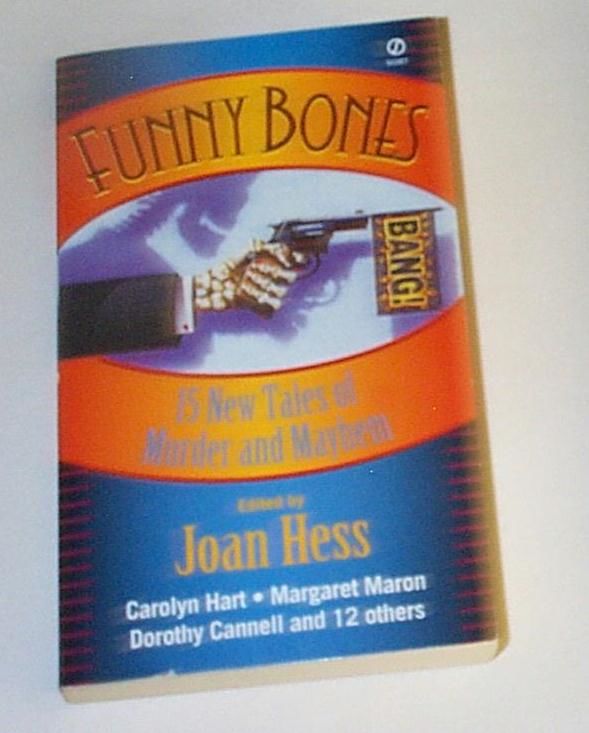 SIGNET
FUNNY BONES
BANG!
15 New Tales of
Murder and Mayhem
Edited by
Joan Hess
Carolyn Hart • Margaret Maron
Dorothy Cannell and 12 others